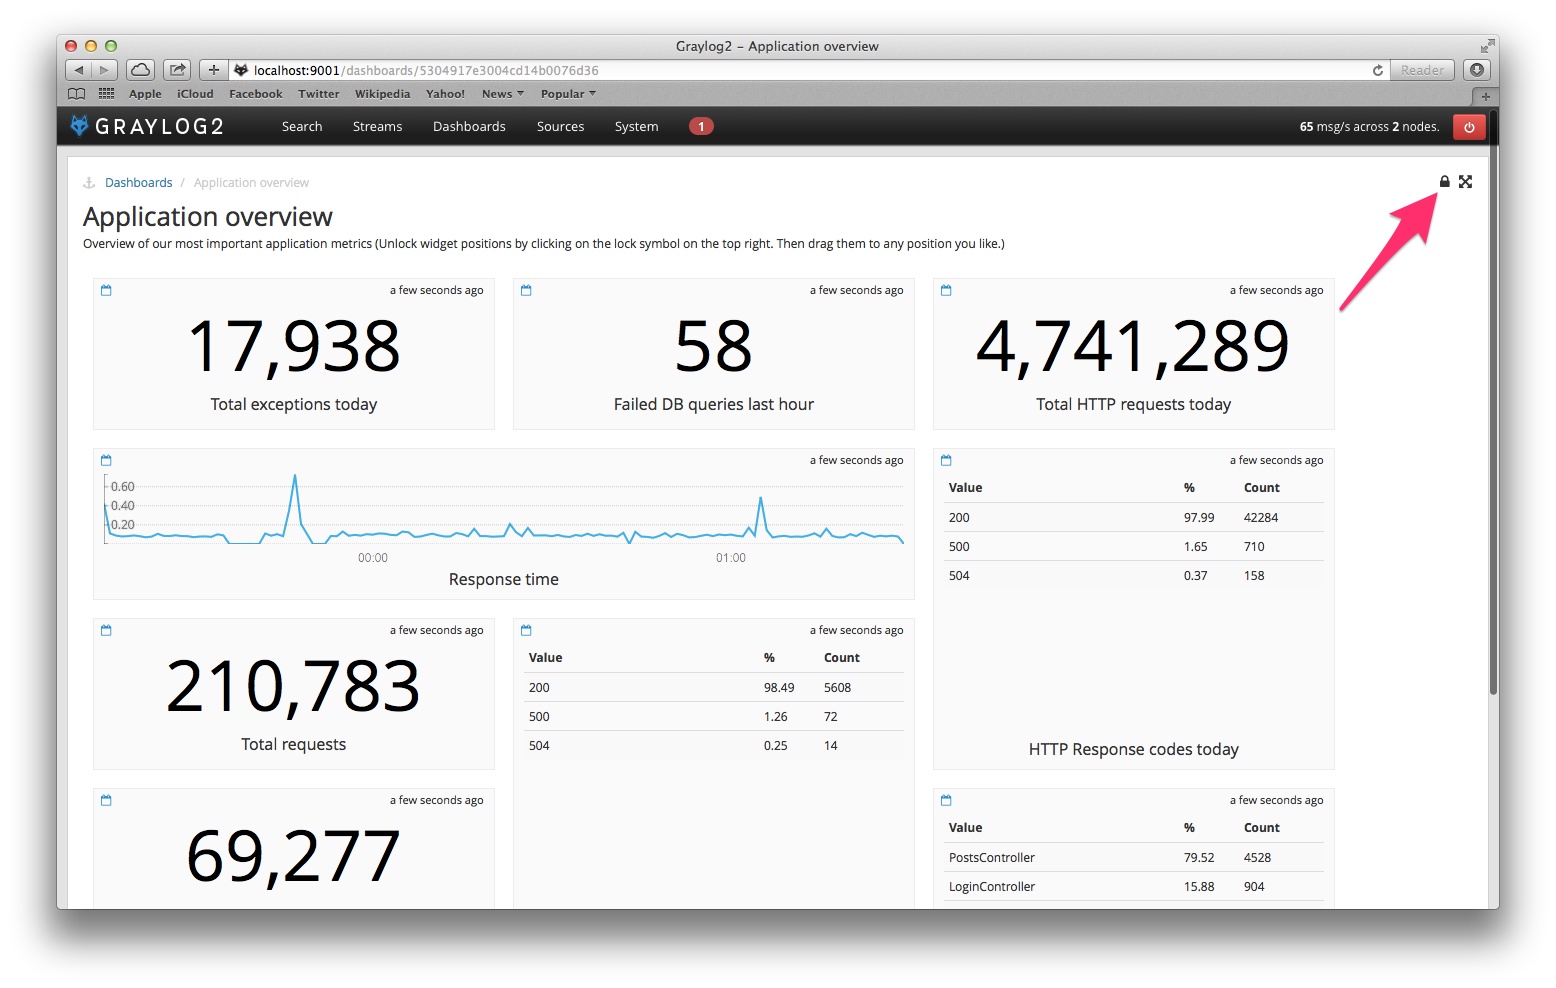 Graylog2 – Application overview
localhost:9001/dashboards/5304917e3004cd14b0076d36
Reader
Apple iCloud Facebook Twitter Wikipedia Yahoo! News Popular
GRAYLOG2 Search Streams Dashboards Sources System 1 65 msg/s across 2 nodes.
Dashboards / Application overview
Application overview
Overview of our most important application metrics (Unlock widget positions by clicking on the lock symbol on the top right. Then drag them to any position you like.)
a few seconds ago
17,938
Total exceptions today
a few seconds ago
58
Failed DB queries last hour
a few seconds ago
4,741,289
Total HTTP requests today
a few seconds ago
0.60
0.40
0.20
00:00 01:00
Response time
a few seconds ago
Value % Count
200 97.99 42284
500 1.65 710
504 0.37 158
HTTP Response codes today
a few seconds ago
210,783
Total requests
a few seconds ago
Value % Count
200 98.49 5608
500 1.26 72
504 0.25 14
a few seconds ago
69,277
a few seconds ago
Value % Count
PostsController 79.52 4528
LoginController 15.88 904